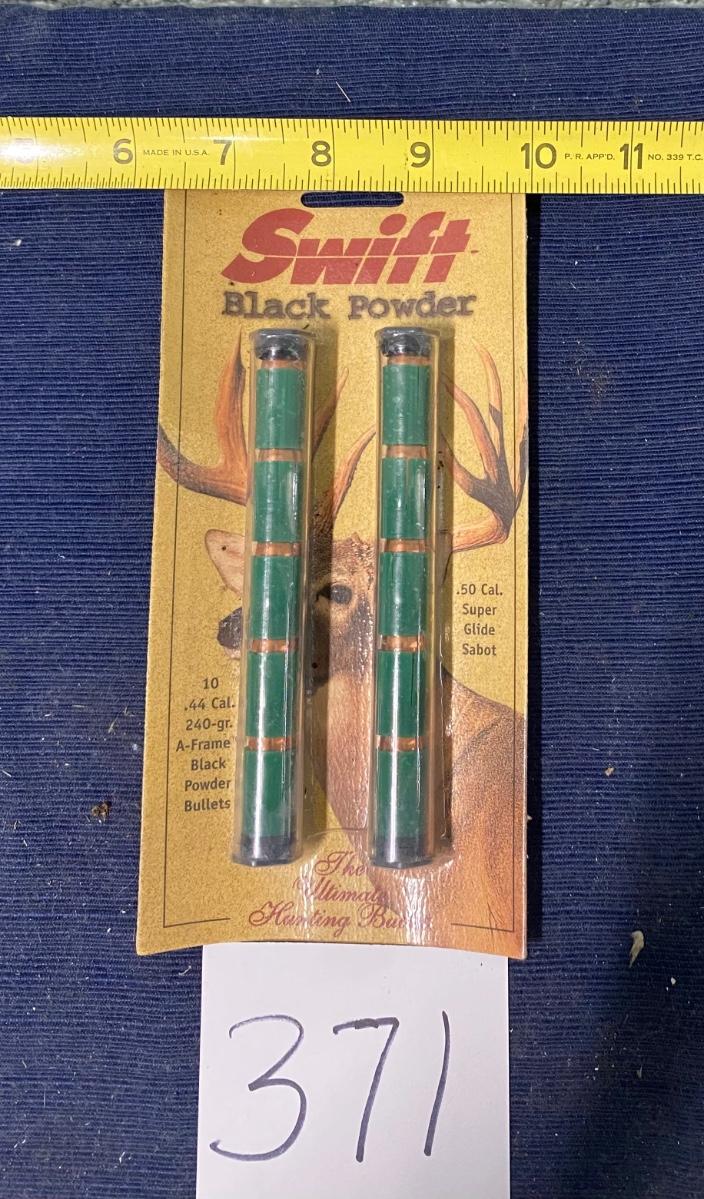 5 6 MADE IN U.S.A. 7 8 9 10 P. R. APP'D. 11 NO. 339 T.C.
Swift
Black Powder
.50 Cal.
Super
Glide
Sabot
10
.44 Cal.
240-gr.
A-Frame
Black
Powder
Bullets
The
Ultimate
Hunting
371